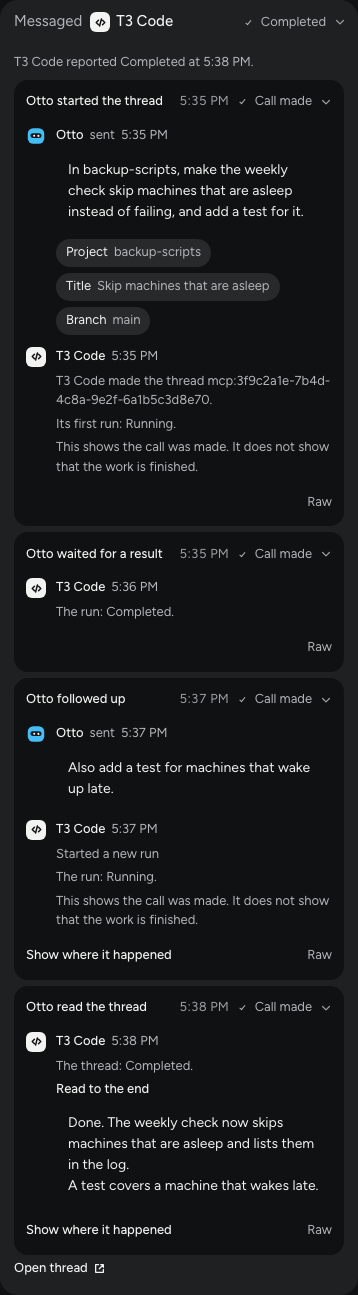 Messaged T3 Code Completed
T3 Code reported Completed at 5:38 PM.
Otto started the thread 5:35 PM Call made
Otto sent 5:35 PM
In backup-scripts, make the weekly
check skip machines that are asleep
instead of failing, and add a test for it.
Project backup-scripts
Title Skip machines that are asleep
Branch main
T3 Code 5:35 PM
T3 Code made the thread mcp:3f9c2a1e-7b4d-
4c8a-9e2f-6a1b5c3d8e70.
Its first run: Running.
This shows the call was made. It does not show
that the work is finished.
Raw
Otto waited for a result 5:35 PM Call made
T3 Code 5:36 PM
The run: Completed.
Raw
Otto followed up 5:37 PM Call made
Otto sent 5:37 PM
Also add a test for machines that wake
up late.
T3 Code 5:37 PM
Started a new run
The run: Running.
This shows the call was made. It does not show
that the work is finished.
Show where it happened Raw
Otto read the thread 5:38 PM Call made
T3 Code 5:38 PM
The thread: Completed.
Read to the end
Done. The weekly check now skips
machines that are asleep and lists them
in the log.
A test covers a machine that wakes late.
Show where it happened Raw
Open thread